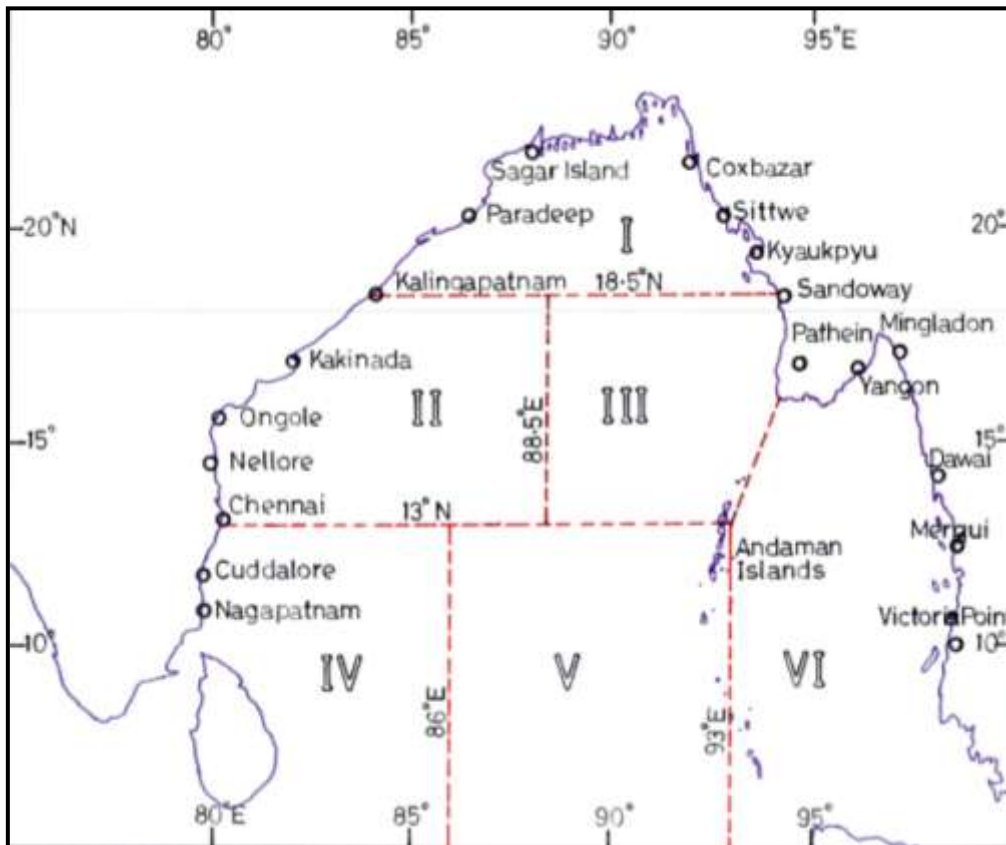 80° 85° 90° 95°E
Sagar Island
Coxbazar
Paradeep
Sittwe
20°N
I
20°
Kyaukpyu
Kalingapatnam
18·5°N
Sandoway
Pathein
Mingladon
Kakinada
Yangon
II
III
88·5°E
Ongole
15°
15°
Nellore
Dawai
Chennai
13° N
Mergui
Andaman
Islands
Cuddalore
Nagapatnam
Victoria Point
10°
10°
IV
V
VI
86°E
93°E
80°E 85° 90° 95°